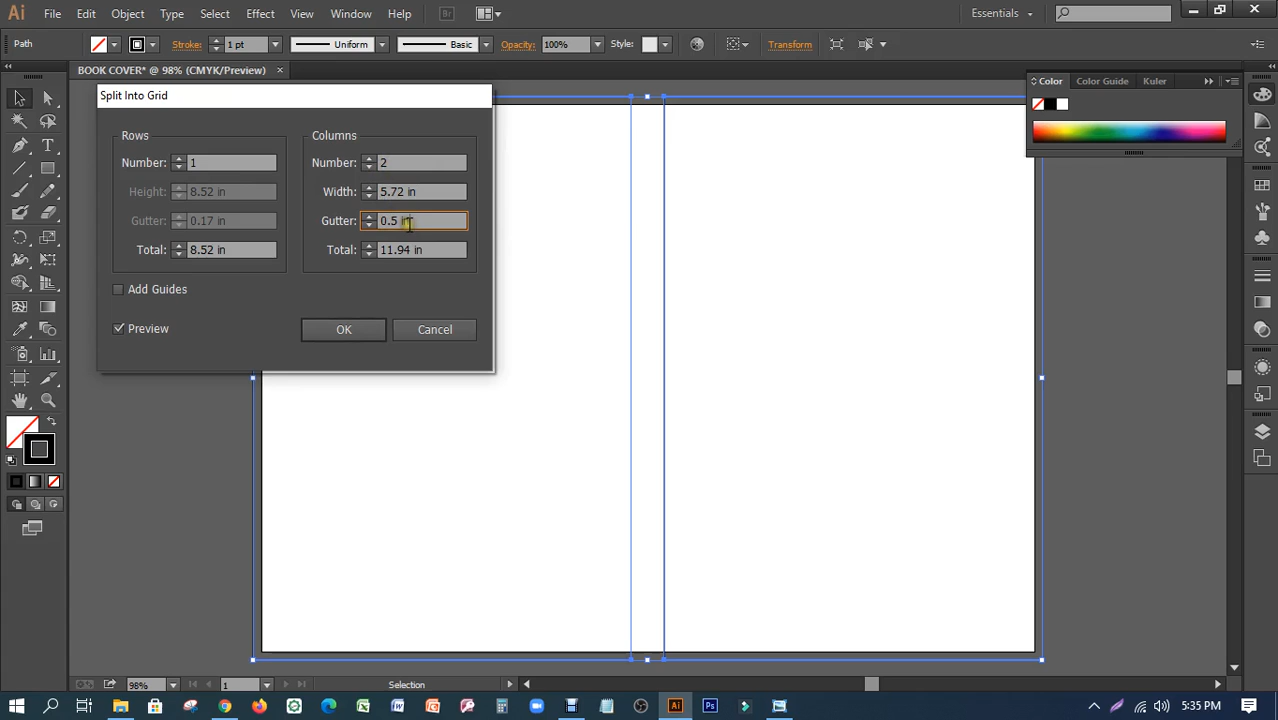 Ai File Edit Object Type Select Effect View Window Help Br Essentials
Path Stroke: 1 pt Uniform Basic Opacity: 100% Style: Transform
BOOK COVER* @ 98% (CMYK/Preview) ×
Color Color Guide Kuler
Split Into Grid
Rows Columns
Number: 1 Number: 2
Height: 8.52 in Width: 5.72 in
Gutter: 0.17 in Gutter: 0.5 in
Total: 8.52 in Total: 11.94 in
Add Guides
Preview OK Cancel
98% 1 Selection
Ai Ps 5:35 PM